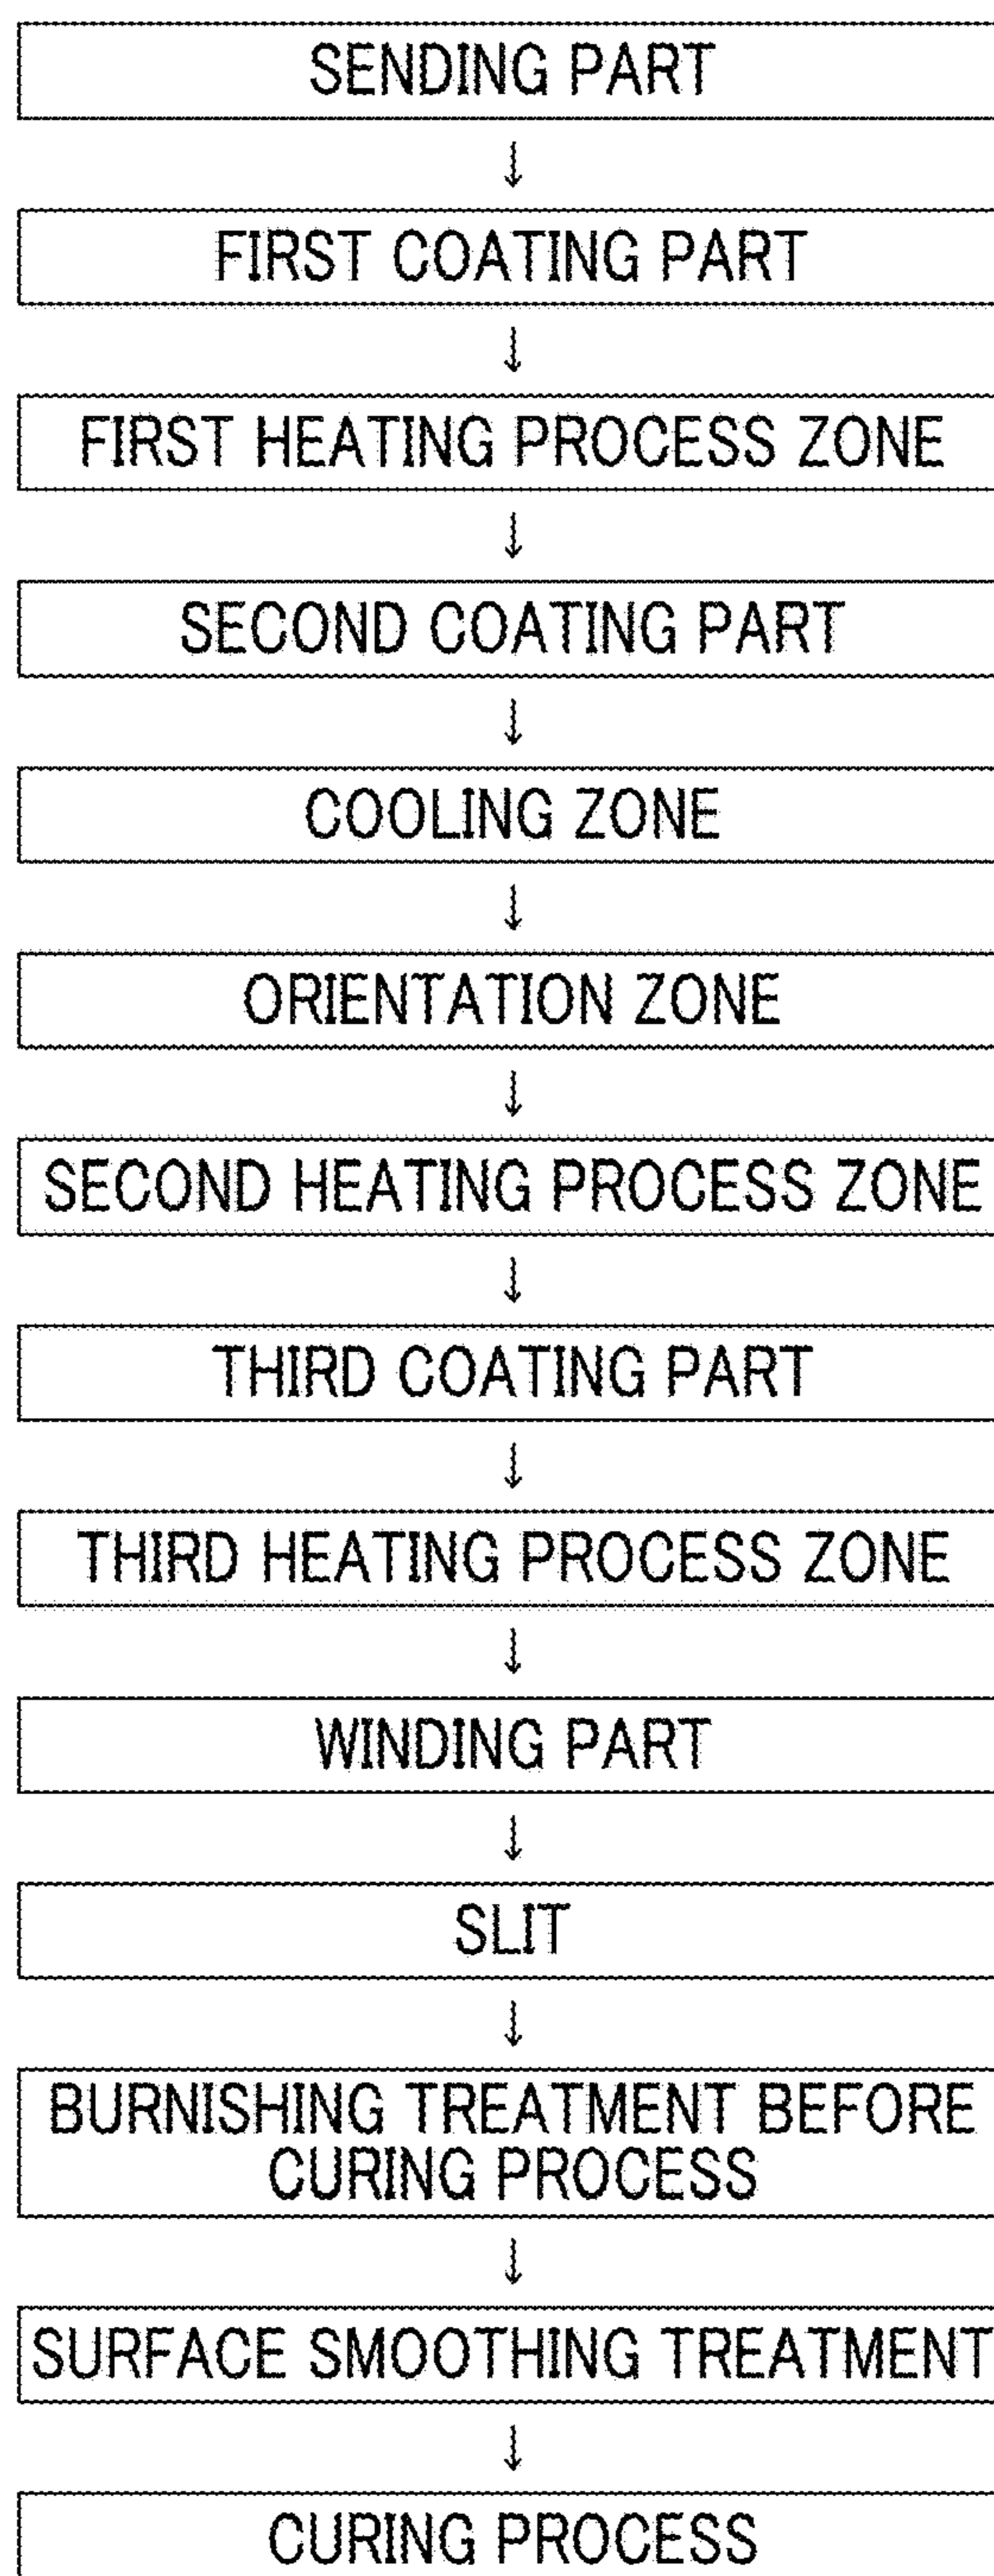 SENDING PART
↓
FIRST COATING PART
↓
FIRST HEATING PROCESS ZONE
↓
SECOND COATING PART
↓
COOLING ZONE
↓
ORIENTATION ZONE
↓
SECOND HEATING PROCESS ZONE
↓
THIRD COATING PART
↓
THIRD HEATING PROCESS ZONE
↓
WINDING PART
↓
SLIT
↓
BURNISHING TREATMENT BEFORE
CURING PROCESS
↓
SURFACE SMOOTHING TREATMENT
↓
CURING PROCESS